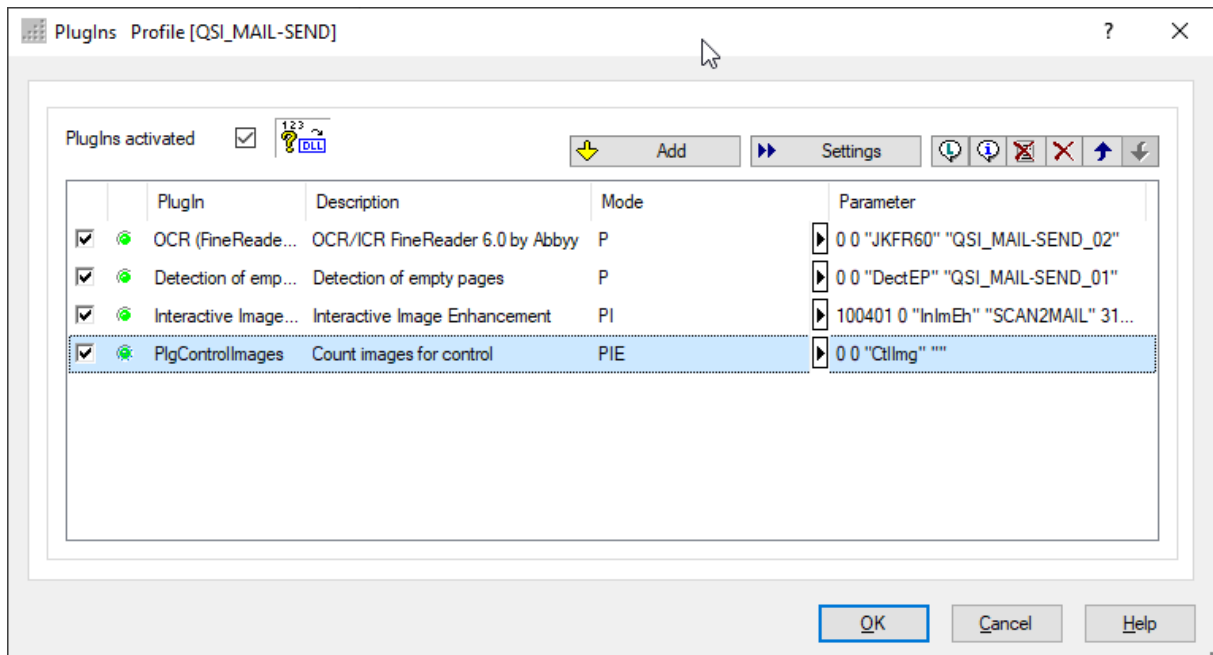 PlugIns Profile [QSI_MAIL-SEND] ?
PlugIns activated 123 DLL
Add Settings L i
PlugIn Description Mode Parameter
OCR (FineReade... OCR/ICR FineReader 6.0 by Abbyy P 0 0 "JKFR60" "QSI_MAIL-SEND_02"
Detection of emp... Detection of empty pages P 0 0 "DectEP" "QSI_MAIL-SEND_01"
Interactive Image... Interactive Image Enhancement PI 100401 0 "InImEh" "SCAN2MAIL" 31...
PlgControlImages Count images for control PIE 0 0 "CtlImg" ""
OK Cancel Help